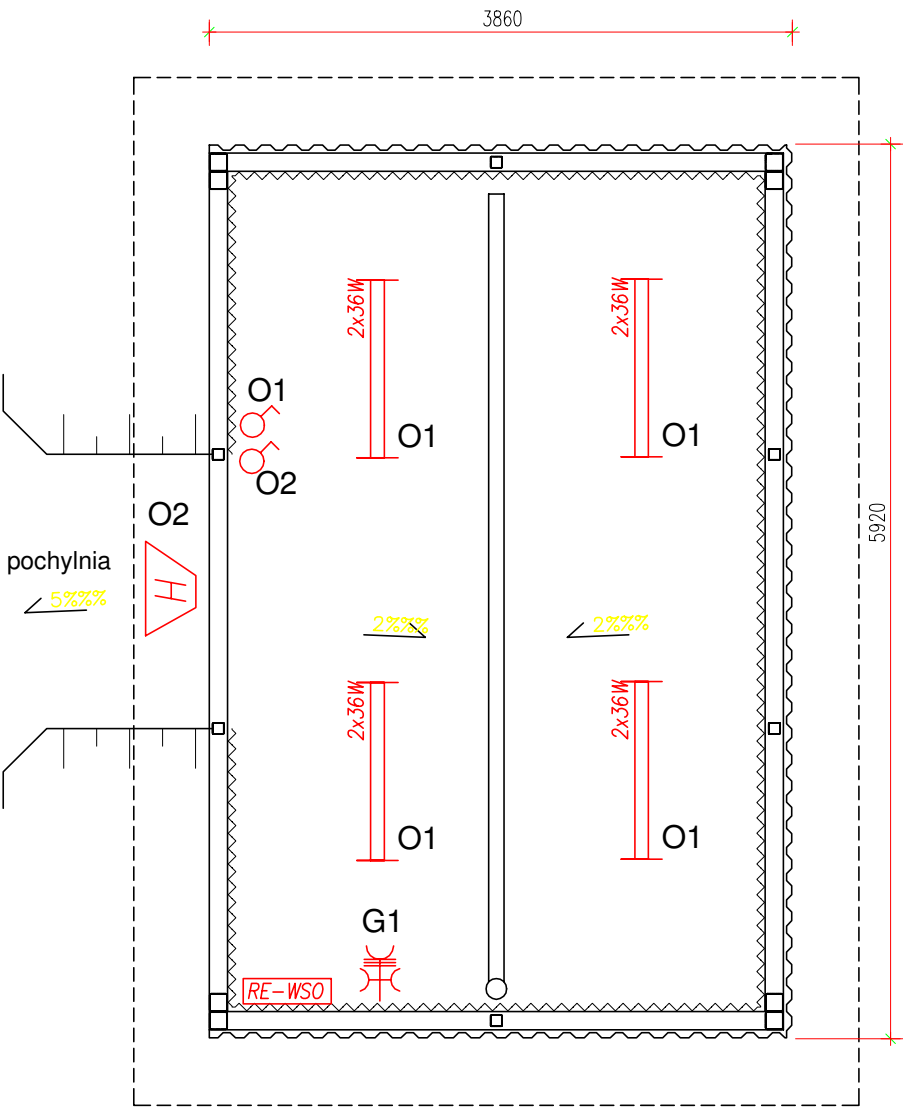 3860
2x36W
2x36W
O1
O1
O1
O2
O2
5920
pochylnia
5%%%
2%%%
2%%%
2x36W
2x36W
O1
O1
G1
RE-WSO
H